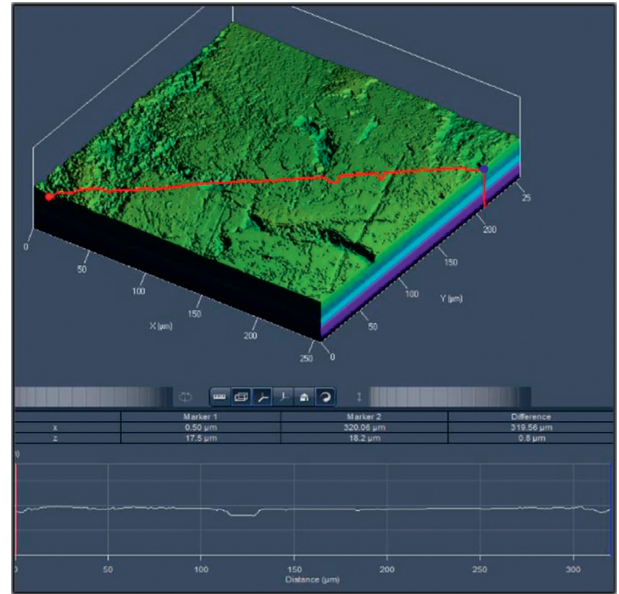 0
50
100
150
200
250
X (µm)
0
50
100
150
200
25
Y (µm)
Marker 1 Marker 2 Difference
x 0.50 µm 320.06 µm 319.56 µm
z 17.5 µm 18.2 µm 0.8 µm
50 100 150 200 250 300
Distance (µm)